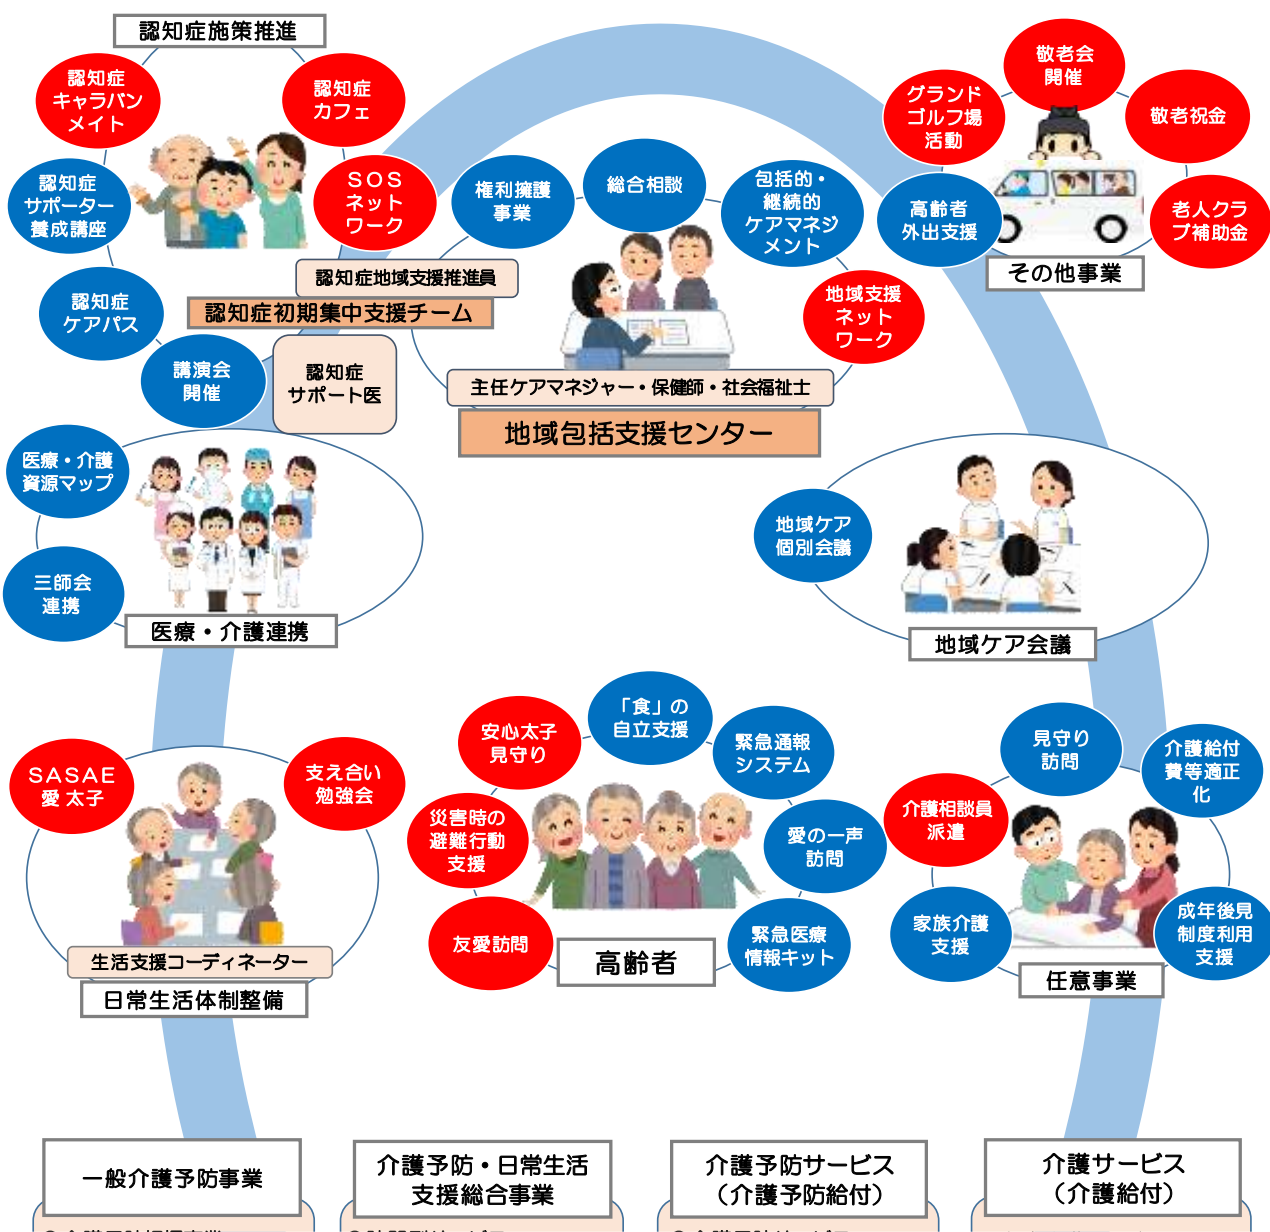 認知症施策推進
認知症
キャラバン
メイト
認知症
カフェ
認知症
サポーター
養成講座
SOS
ネット
ワーク
認知症
ケアパス
講演会
開催
認知症地域支援推進員
認知症初期集中支援チーム
認知症
サポート医
権利擁護
事業
総合相談
包括的・
継続的
ケアマネジ
メント
地域支援
ネット
ワーク
主任ケアマネジャー・保健師・社会福祉士
地域包括支援センター
敬老会
開催
グランド
ゴルフ場
活動
敬老祝金
高齢者
外出支援
老人クラ
ブ補助金
その他事業
医療・介護
資源マップ
三師会
連携
医療・介護連携
地域ケア
個別会議
地域ケア会議
SASAE
愛 太子
支え合い
勉強会
生活支援コーディネーター
日常生活体制整備
安心太子
見守り
「食」の
自立支援
緊急通報
システム
災害時の
避難行動
支援
愛の一声
訪問
友愛訪問
緊急医療
情報キット
高齢者
見守り
訪問
介護給付
費等適正
化
介護相談員
派遣
家族介護
支援
成年後見
制度利用
支援
任意事業
一般介護予防事業
介護予防・日常生活
支援総合事業
介護予防サービス
（介護予防給付）
介護サービス
（介護給付）